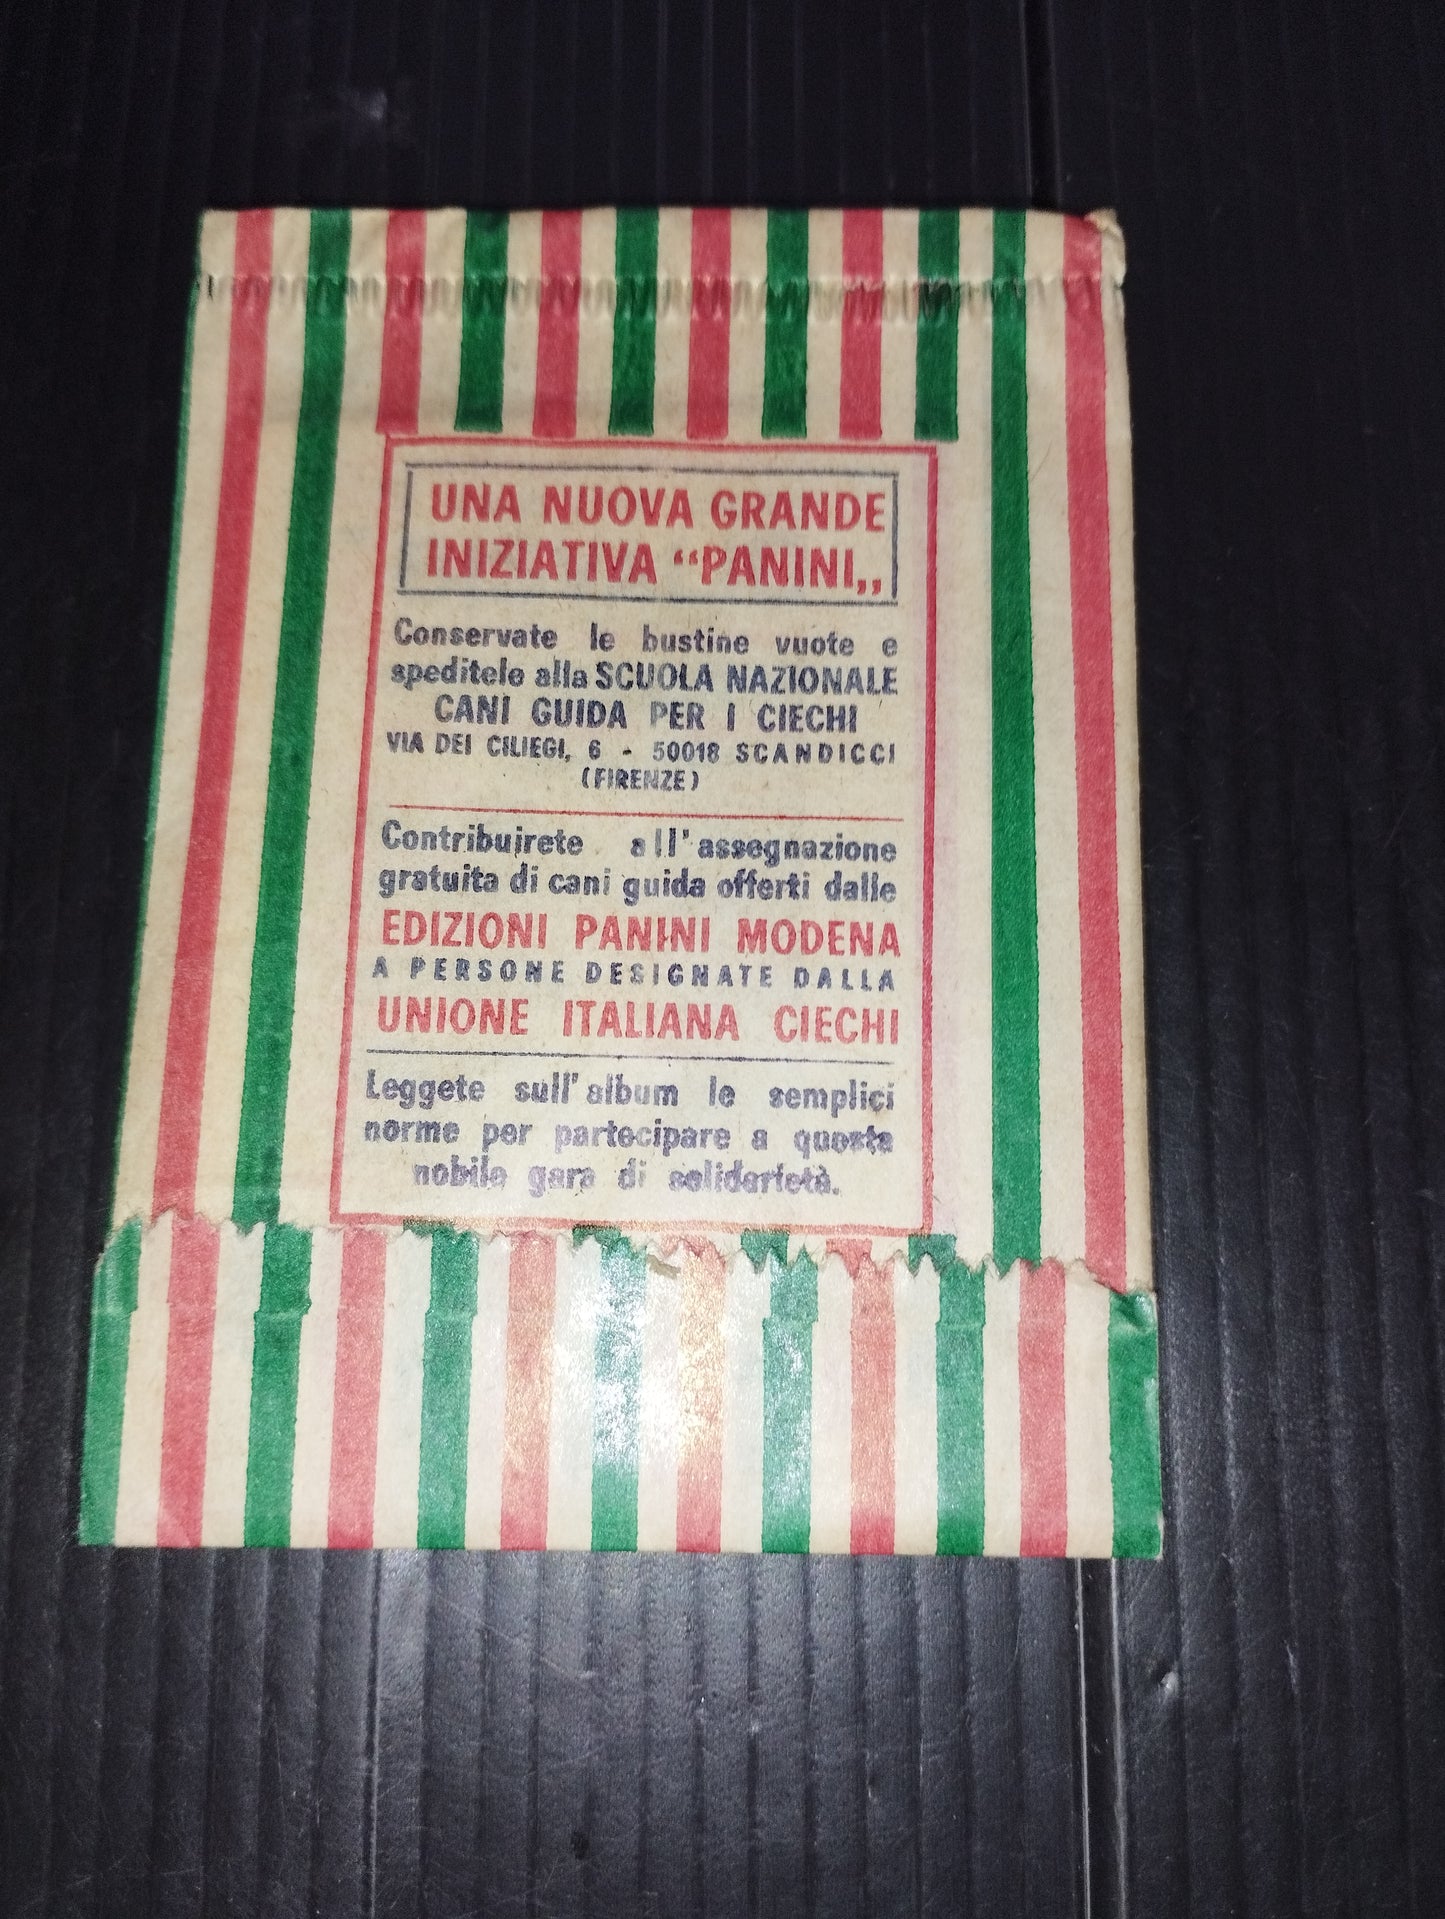 UNA NUOVA GRANDE
INIZIATIVA “PANINI„
Conservate le bustine vuote e
speditele alla SCUOLA NAZIONALE
CANI GUIDA PER I CIECHI
VIA DEI CILIEGI, 6 - 50018 SCANDICCI
(FIRENZE)
Contribuirete all'assegnazione
gratuita di cani guida offerti dalle
EDIZIONI PANINI MODENA
A PERSONE DESIGNATE DALLA
UNIONE ITALIANA CIECHI
Leggete sull'album le semplici
norme per partecipare a questa
nobile gara di solidarietà.